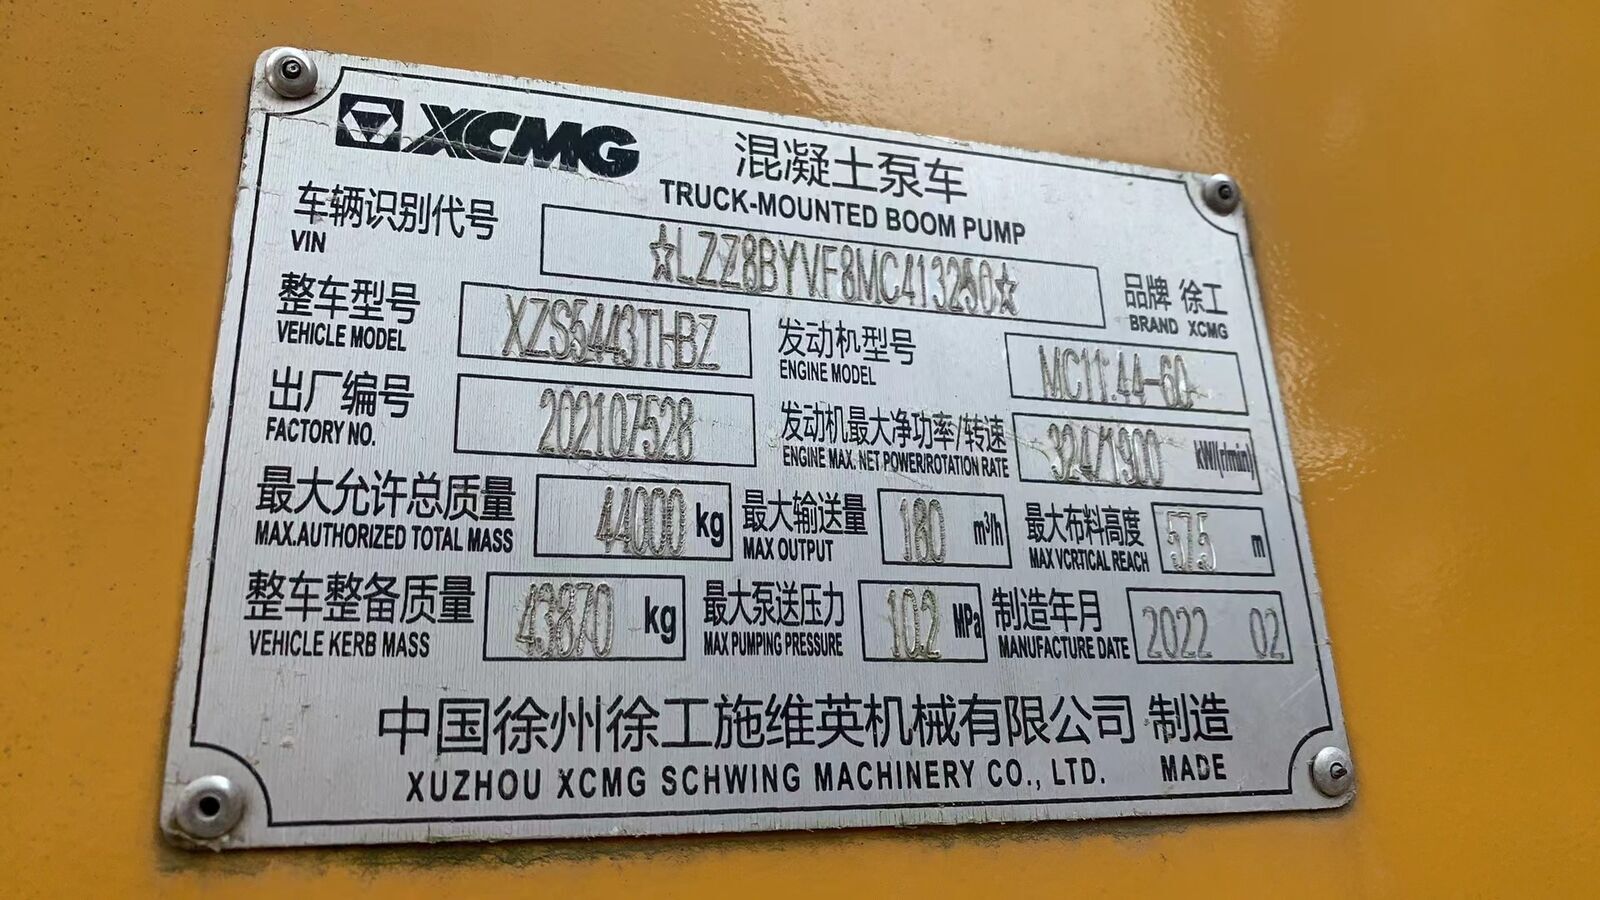 XCMG
混凝土泵车
TRUCK-MOUNTED BOOM PUMP
车辆识别代号
VIN
☆LZZ8BYVF8MC413250☆
品牌 徐工
BRAND XCMG
整车型号
VEHICLE MODEL
XZS5443THBZ
发动机型号
ENGINE MODEL
MC11.44-60
出厂编号
FACTORY NO.
202107528
发动机最大净功率/转速
ENGINE MAX. NET POWER/ROTATION RATE
324/1900 kW/(r/min)
最大允许总质量
MAX.AUTHORIZED TOTAL MASS
44000 kg
最大输送量
MAX OUTPUT
180 m³/h
最大布料高度
MAX VCRTICAL REACH
57.5 m
整车整备质量
VEHICLE KERB MASS
43870 kg
最大泵送压力
MAX PUMPING PRESSURE
10.2 MPa
制造年月
MANUFACTURE DATE
2022 02
中国徐州徐工施维英机械有限公司 制造
XUZHOU XCMG SCHWING MACHINERY CO., LTD. MADE